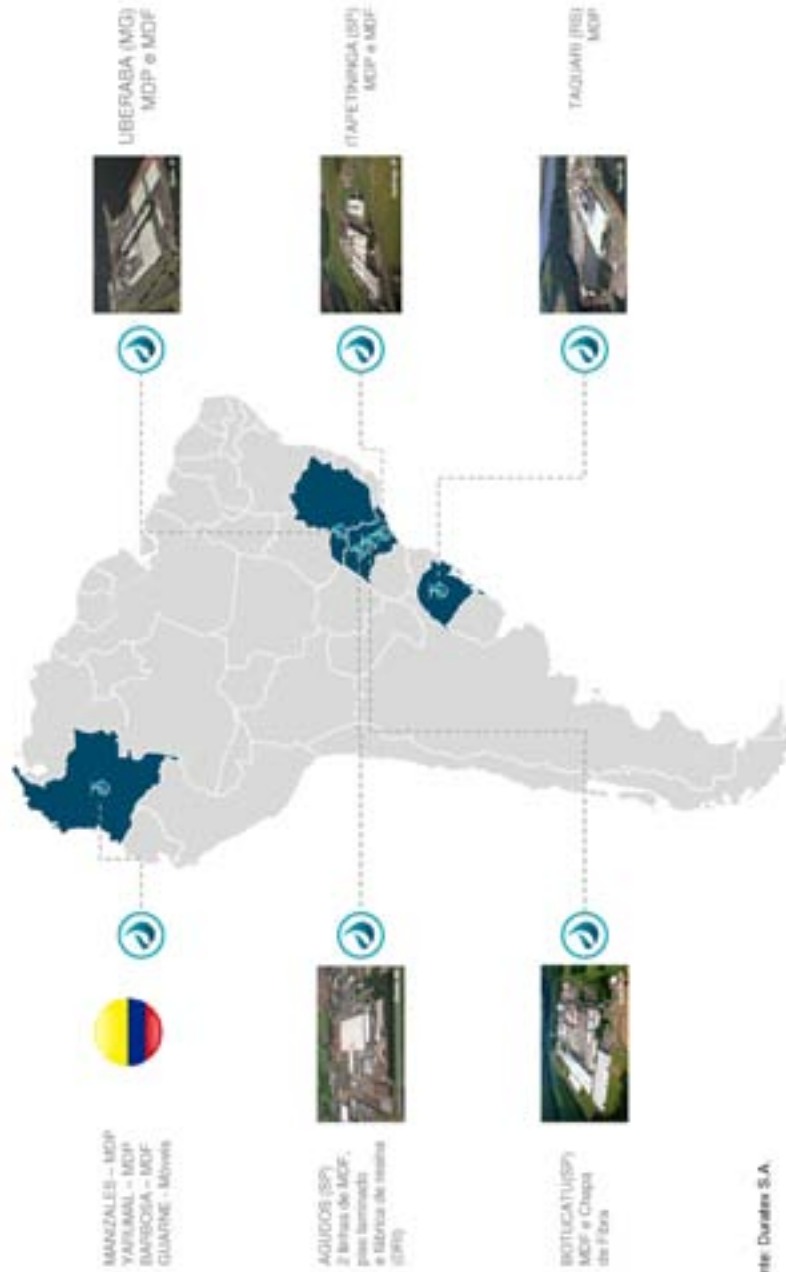 MANIZALES – MDP
YARUMAL – MDP
BARBOSA – MDF
GUARNE - Móveis
AGUDOS (SP)
2 linhas de MDF,
piso laminado
e fábrica de resina
(DRI)
BOTUCATU(SP)
MDF e Chapa
de Fibra
UBERABA (MG)
MDP e MDF
ITAPETININGA (SP)
MDP e MDF
TAQUARI (RS)
MDP
nte: Duratex S.A.